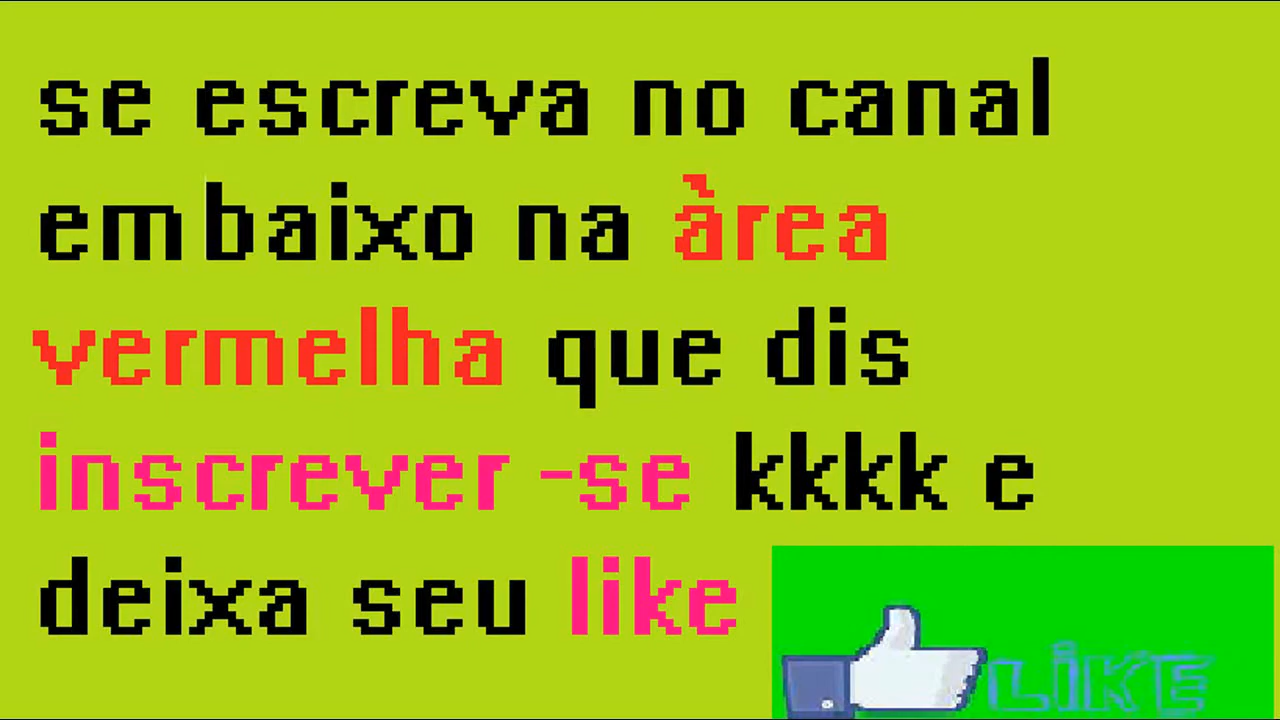 se escreva no canal
embaixo na àrea
vermelha que dis
inscrever-se kkkk e
deixa seu like
LiKE